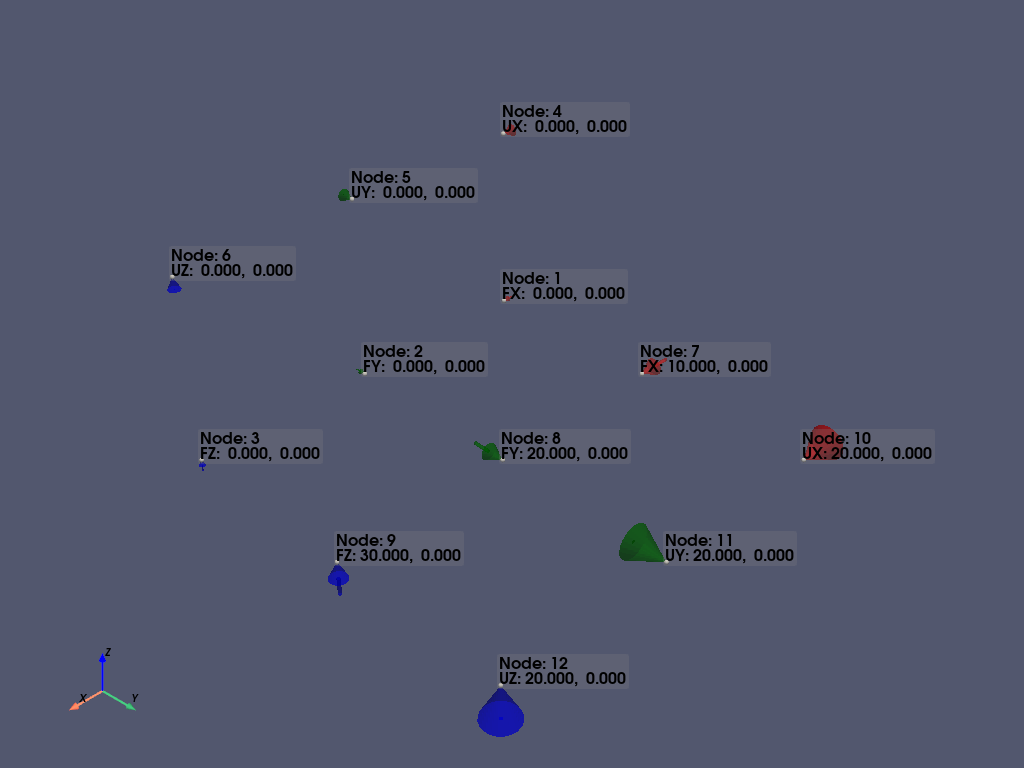 Node: 4
UX: 0.000, 0.000
Node: 5
UY: 0.000, 0.000
Node: 6
UZ: 0.000, 0.000
Node: 1
FX: 0.000, 0.000
Node: 2
FY: 0.000, 0.000
Node: 7
FX: 10.000, 0.000
Node: 3
FZ: 0.000, 0.000
Node: 8
FY: 20.000, 0.000
Node: 10
UX: 20.000, 0.000
Node: 9
FZ: 30.000, 0.000
Node: 11
UY: 20.000, 0.000
Node: 12
UZ: 20.000, 0.000
Z
X
Y